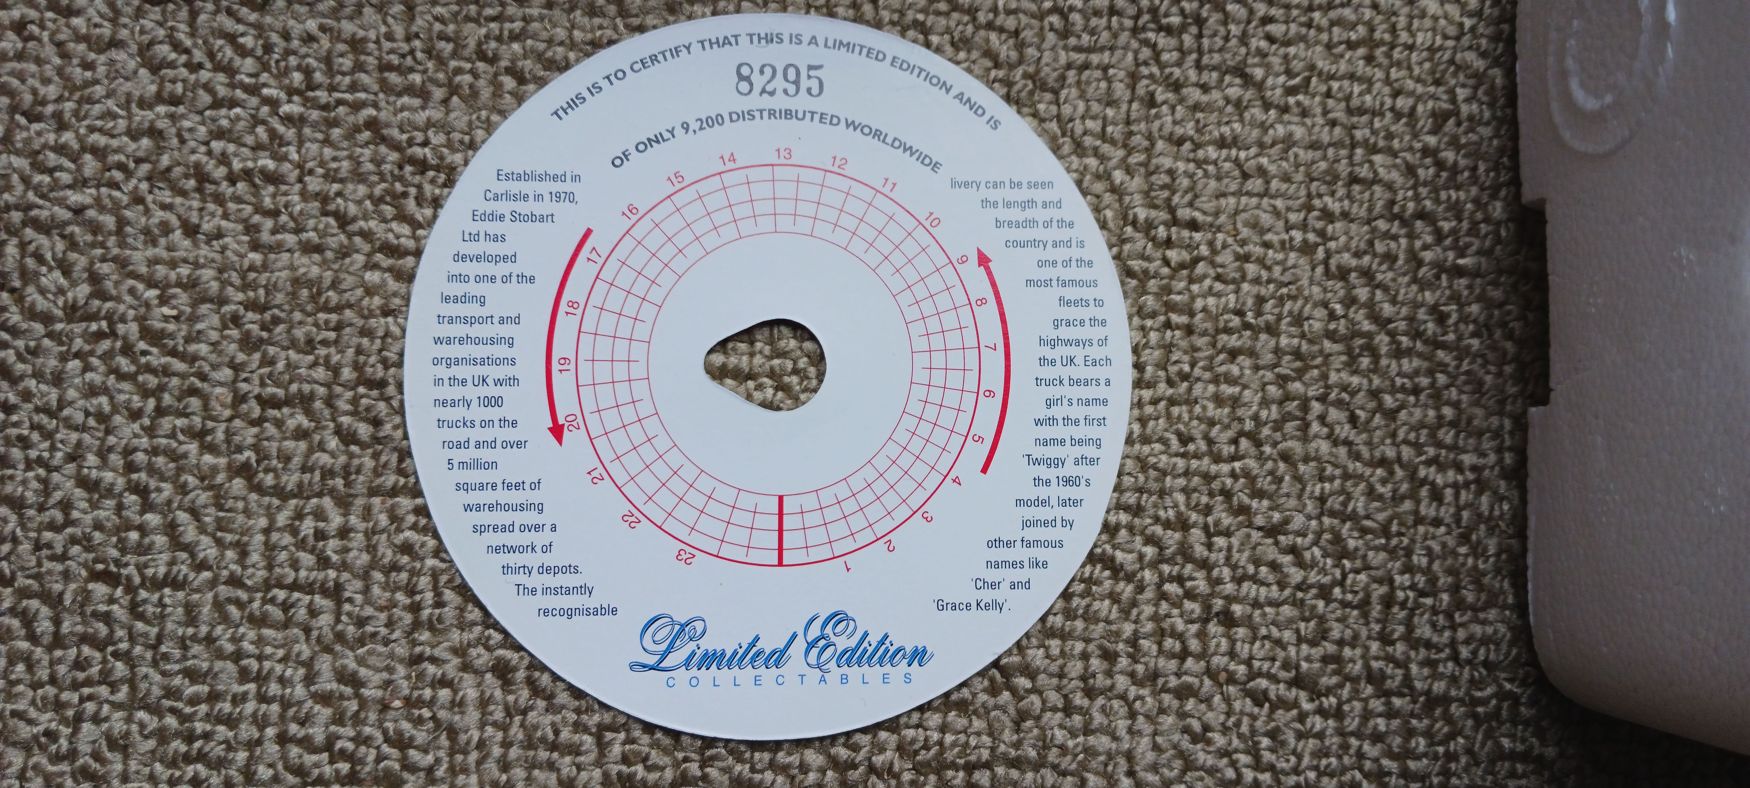 THIS IS TO CERTIFY THAT THIS IS A LIMITED EDITION AND IS
8295
OF ONLY 9,200 DISTRIBUTED WORLDWIDE
Established in
Carlisle in 1970,
Eddie Stobart
Ltd has
developed
into one of the
leading
transport and
warehousing
organisations
in the UK with
nearly 1000
trucks on the
road and over
5 million
square feet of
warehousing
spread over a
network of
thirty depots.
The instantly
recognisable
livery can be seen
the length and
breadth of the
country and is
one of the
most famous
fleets to
grace the
highways of
the UK. Each
truck bears a
girl's name
with the first
name being
'Twiggy' after
the 1960's
model, later
joined by
other famous
names like
'Cher' and
'Grace Kelly'.
1 2 3 4 5 6 7 8 9 10 11 12 13 14 15 16 17 18 19 20 21 22 23
Limited Edition
COLLECTABLES